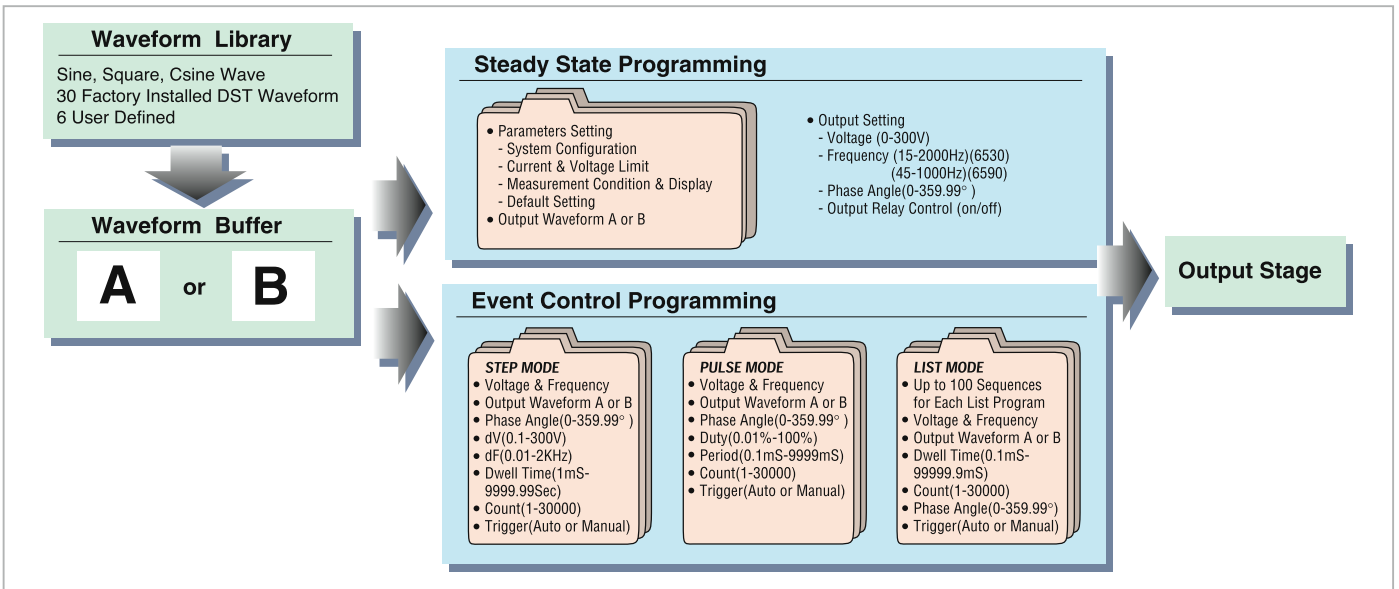 Waveform Library
Sine, Square, Csine Wave
30 Factory Installed DST Waveform
6 User Defined
Waveform Buffer
A or B
Steady State Programming
• Parameters Setting
- System Configuration
- Current & Voltage Limit
- Measurement Condition & Display
- Default Setting
• Output Waveform A or B
• Output Setting
- Voltage (0-300V)
- Frequency (15-2000Hz)(6530)
(45-1000Hz)(6590)
- Phase Angle(0-359.99° )
- Output Relay Control (on/off)
Event Control Programming
STEP MODE
• Voltage & Frequency
• Output Waveform A or B
• Phase Angle(0-359.99° )
• dV(0.1-300V)
• dF(0.01-2KHz)
• Dwell Time(1mS-
9999.99Sec)
• Count(1-30000)
• Trigger(Auto or Manual)
PULSE MODE
• Voltage & Frequency
• Output Waveform A or B
• Phase Angle(0-359.99° )
• Duty(0.01%-100%)
• Period(0.1mS-9999mS)
• Count(1-30000)
• Trigger(Auto or Manual)
LIST MODE
• Up to 100 Sequences
for Each List Program
• Voltage & Frequency
• Output Waveform A or B
• Dwell Time(0.1mS-
99999.9mS)
• Count(1-30000)
• Phase Angle(0-359.99°)
• Trigger(Auto or Manual)
Output Stage